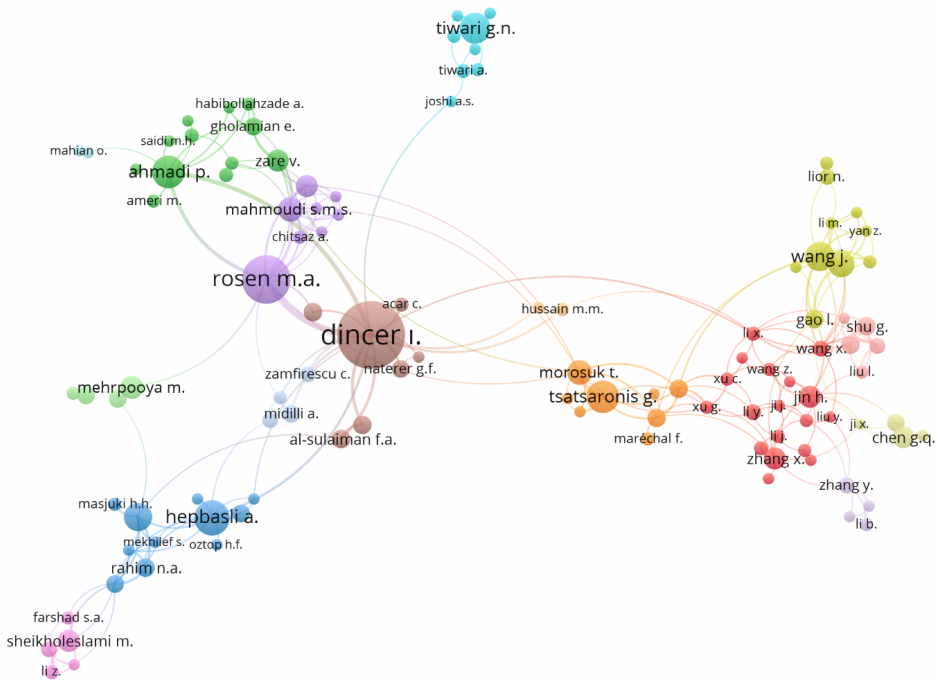 tiwari g.n.
tiwari a.
joshi a.s.
habibollahzade a.
gholamian e.
saidi m.h.
mahian o.
zare v.
ahmadi p.
lior n.
ameri m.
mahmoudi s.m.s.
li m.
yan z.
chitsaz a.
wang j.
rosen m.a.
acar c.
hussain m.m.
gao l.
shu g.
dincer ı.
li x.
wang x.
naterer g.f.
zamfirescu c.
morosuk t.
wang z.
liu l.
xu c.
mehrpooya m.
tsatsaronis g.
jin h.
midilli a.
xu g.
li y.
ji j.
liu y.
ji x.
al-sulaiman f.a.
maréchal f.
li j.
chen g.q.
zhang x.
zhang y.
masjuki h.h.
hepbasli a.
li b.
mekhilef s.
oztop h.f.
rahim n.a.
farshad s.a.
sheikholeslami m.
li z.